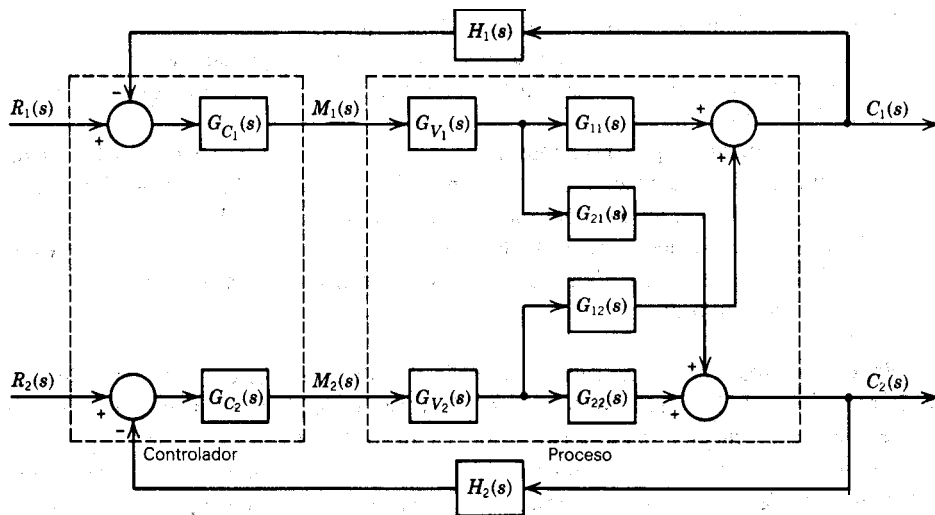 H₁(s)
R₁(s)
−
+
G_C₁(s)
M₁(s)
G_V₁(s)
G₁₁(s)
+
+
C₁(s)
G₂₁(s)
G₁₂(s)
R₂(s)
+
−
G_C₂(s)
M₂(s)
G_V₂(s)
G₂₂(s)
+
+
C₂(s)
Controlador
Proceso
H₂(s)